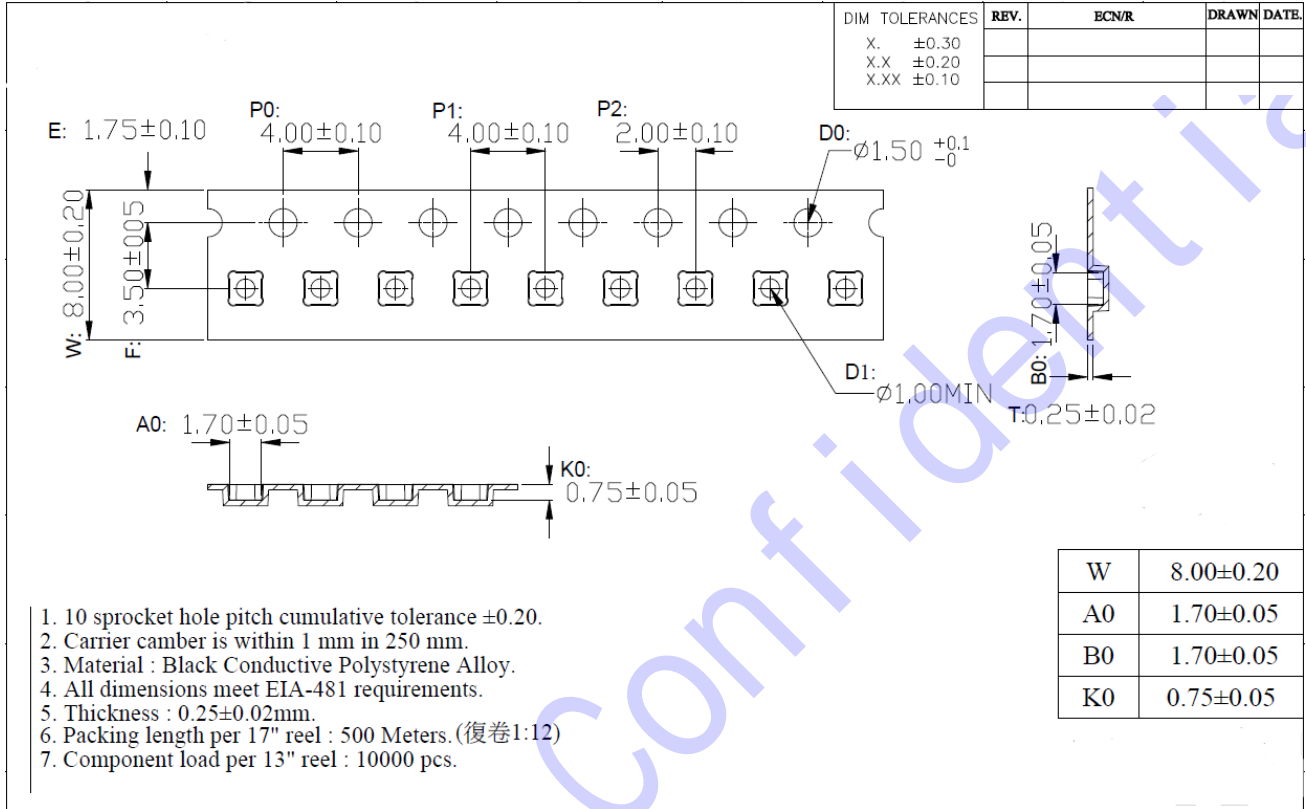 DIM TOLERANCES
X. ±0.30
X.X ±0.20
X.XX ±0.10
REV. ECN/R DRAWN DATE.
E: 1.75±0.10
P0:
4.00±0.10
P1:
4.00±0.10
P2:
2.00±0.10
D0:
Ø1.50 +0.1
-0
W: 8.00±0.20
F: 3.50±005
B0: 1.70±0.05
D1:
Ø1.00MIN
T:0.25±0.02
A0: 1.70±0.05
K0:
0.75±0.05
W 8.00±0.20
A0 1.70±0.05
B0 1.70±0.05
K0 0.75±0.05
1. 10 sprocket hole pitch cumulative tolerance ±0.20.
2. Carrier camber is within 1 mm in 250 mm.
3. Material : Black Conductive Polystyrene Alloy.
4. All dimensions meet EIA-481 requirements.
5. Thickness : 0.25±0.02mm.
6. Packing length per 17" reel : 500 Meters.(復卷1:12)
7. Component load per 13" reel : 10000 pcs.
Confidentia